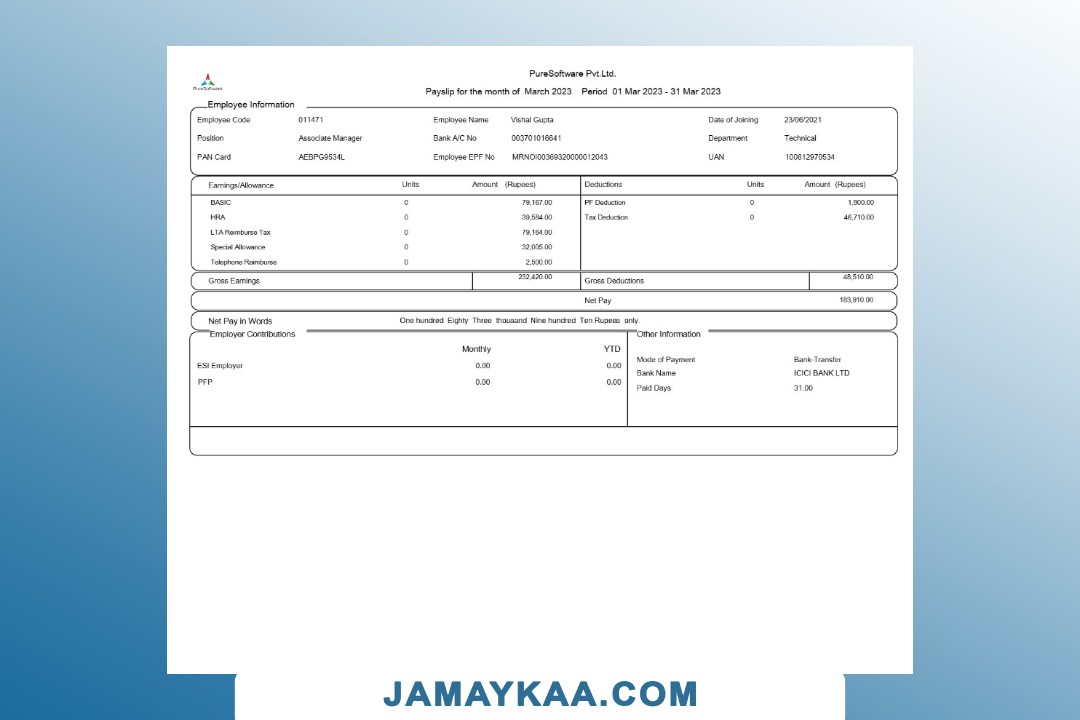 PureSoftware Pvt.Ltd.
PureSoftware
Payslip for the month of March 2023 Period 01 Mar 2023 - 31 Mar 2023
Employee Information
Employee Code 011471 Employee Name Vishal Gupta Date of Joining 23/06/2021
Position Associate Manager Bank A/C No 003701016641 Department Technical
PAN Card AEBPG9534L Employee EPF No MRNOI00369320000012043 UAN 100612970534
Earnings/Allowance Units Amount (Rupees) Deductions Units Amount (Rupees)
BASIC 0 79,167.00 PF Deduction 0 1,800.00
HRA 0 39,584.00 Tax Deduction 0 46,710.00
LTA Reimburse Tax 0 79,164.00
Special Allowance 0 32,005.00
Telephone Reimburse 0 2,500.00
Gross Earnings 232,420.00 Gross Deductions 48,510.00
Net Pay 183,910.00
Net Pay in Words One hundred Eighty Three thousand Nine hundred Ten Rupees only.
Employer Contributions Other Information
Monthly YTD
ESI Employer 0.00 0.00
PFP 0.00 0.00
Mode of Payment Bank-Transfer
Bank Name ICICI BANK LTD
Paid Days 31.00
JAMAYKAA.COM